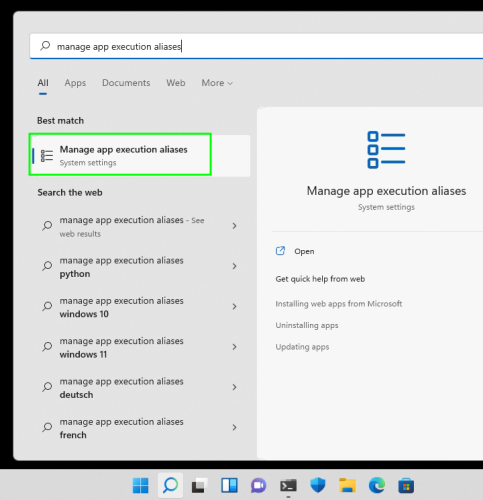 manage app execution aliases
All Apps Documents Web More
Best match
Manage app execution aliases
System settings
Search the web
manage app execution aliases - See
web results
manage app execution aliases
python
manage app execution aliases
windows 10
manage app execution aliases
windows 11
manage app execution aliases
deutsch
manage app execution aliases
french
Manage app execution aliases
System settings
Open
Get quick help from web
Installing web apps from Microsoft
Uninstalling apps
Updating apps